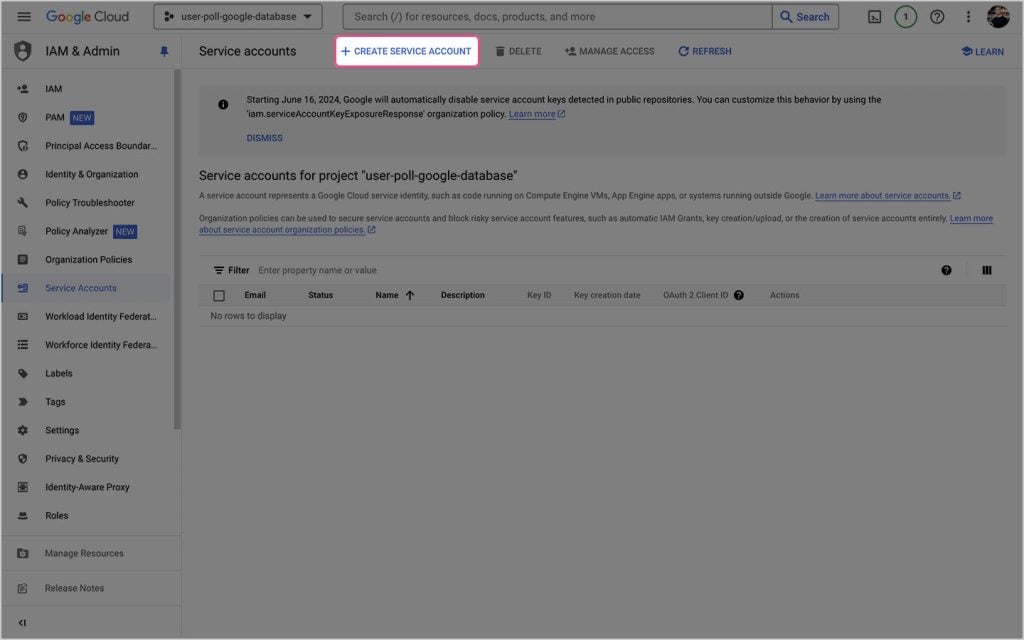 Google Cloud
user-poll-google-database
Search (/) for resources, docs, products, and more
Search
1
IAM & Admin
Service accounts
+ CREATE SERVICE ACCOUNT
DELETE
MANAGE ACCESS
REFRESH
LEARN
IAM
PAM NEW
Principal Access Boundar...
Identity & Organization
Policy Troubleshooter
Policy Analyzer NEW
Organization Policies
Service Accounts
Workload Identity Federat...
Workforce Identity Federa...
Labels
Tags
Settings
Privacy & Security
Identity-Aware Proxy
Roles
Manage Resources
Release Notes
Starting June 16, 2024, Google will automatically disable service account keys detected in public repositories. You can customize this behavior by using the
'iam.serviceAccountKeyExposureResponse' organization policy. Learn more
DISMISS
Service accounts for project "user-poll-google-database"
A service account represents a Google Cloud service identity, such as code running on Compute Engine VMs, App Engine apps, or systems running outside Google. Learn more about service accounts.
Organization policies can be used to secure service accounts and block risky service account features, such as automatic IAM Grants, key creation/upload, or the creation of service accounts entirely. Learn more
about service account organization policies.
Filter Enter property name or value
Email Status Name Description Key ID Key creation date OAuth 2 Client ID Actions
No rows to display